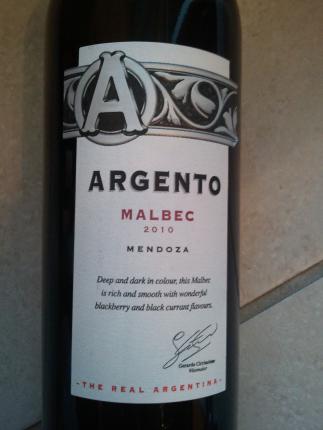 A
ARGENTO
MALBEC
2010
MENDOZA
Deep and dark in colour, this Malbec
is rich and smooth with wonderful
blackberry and black currant flavours.
Winemaker
- THE REAL ARGENTINA -